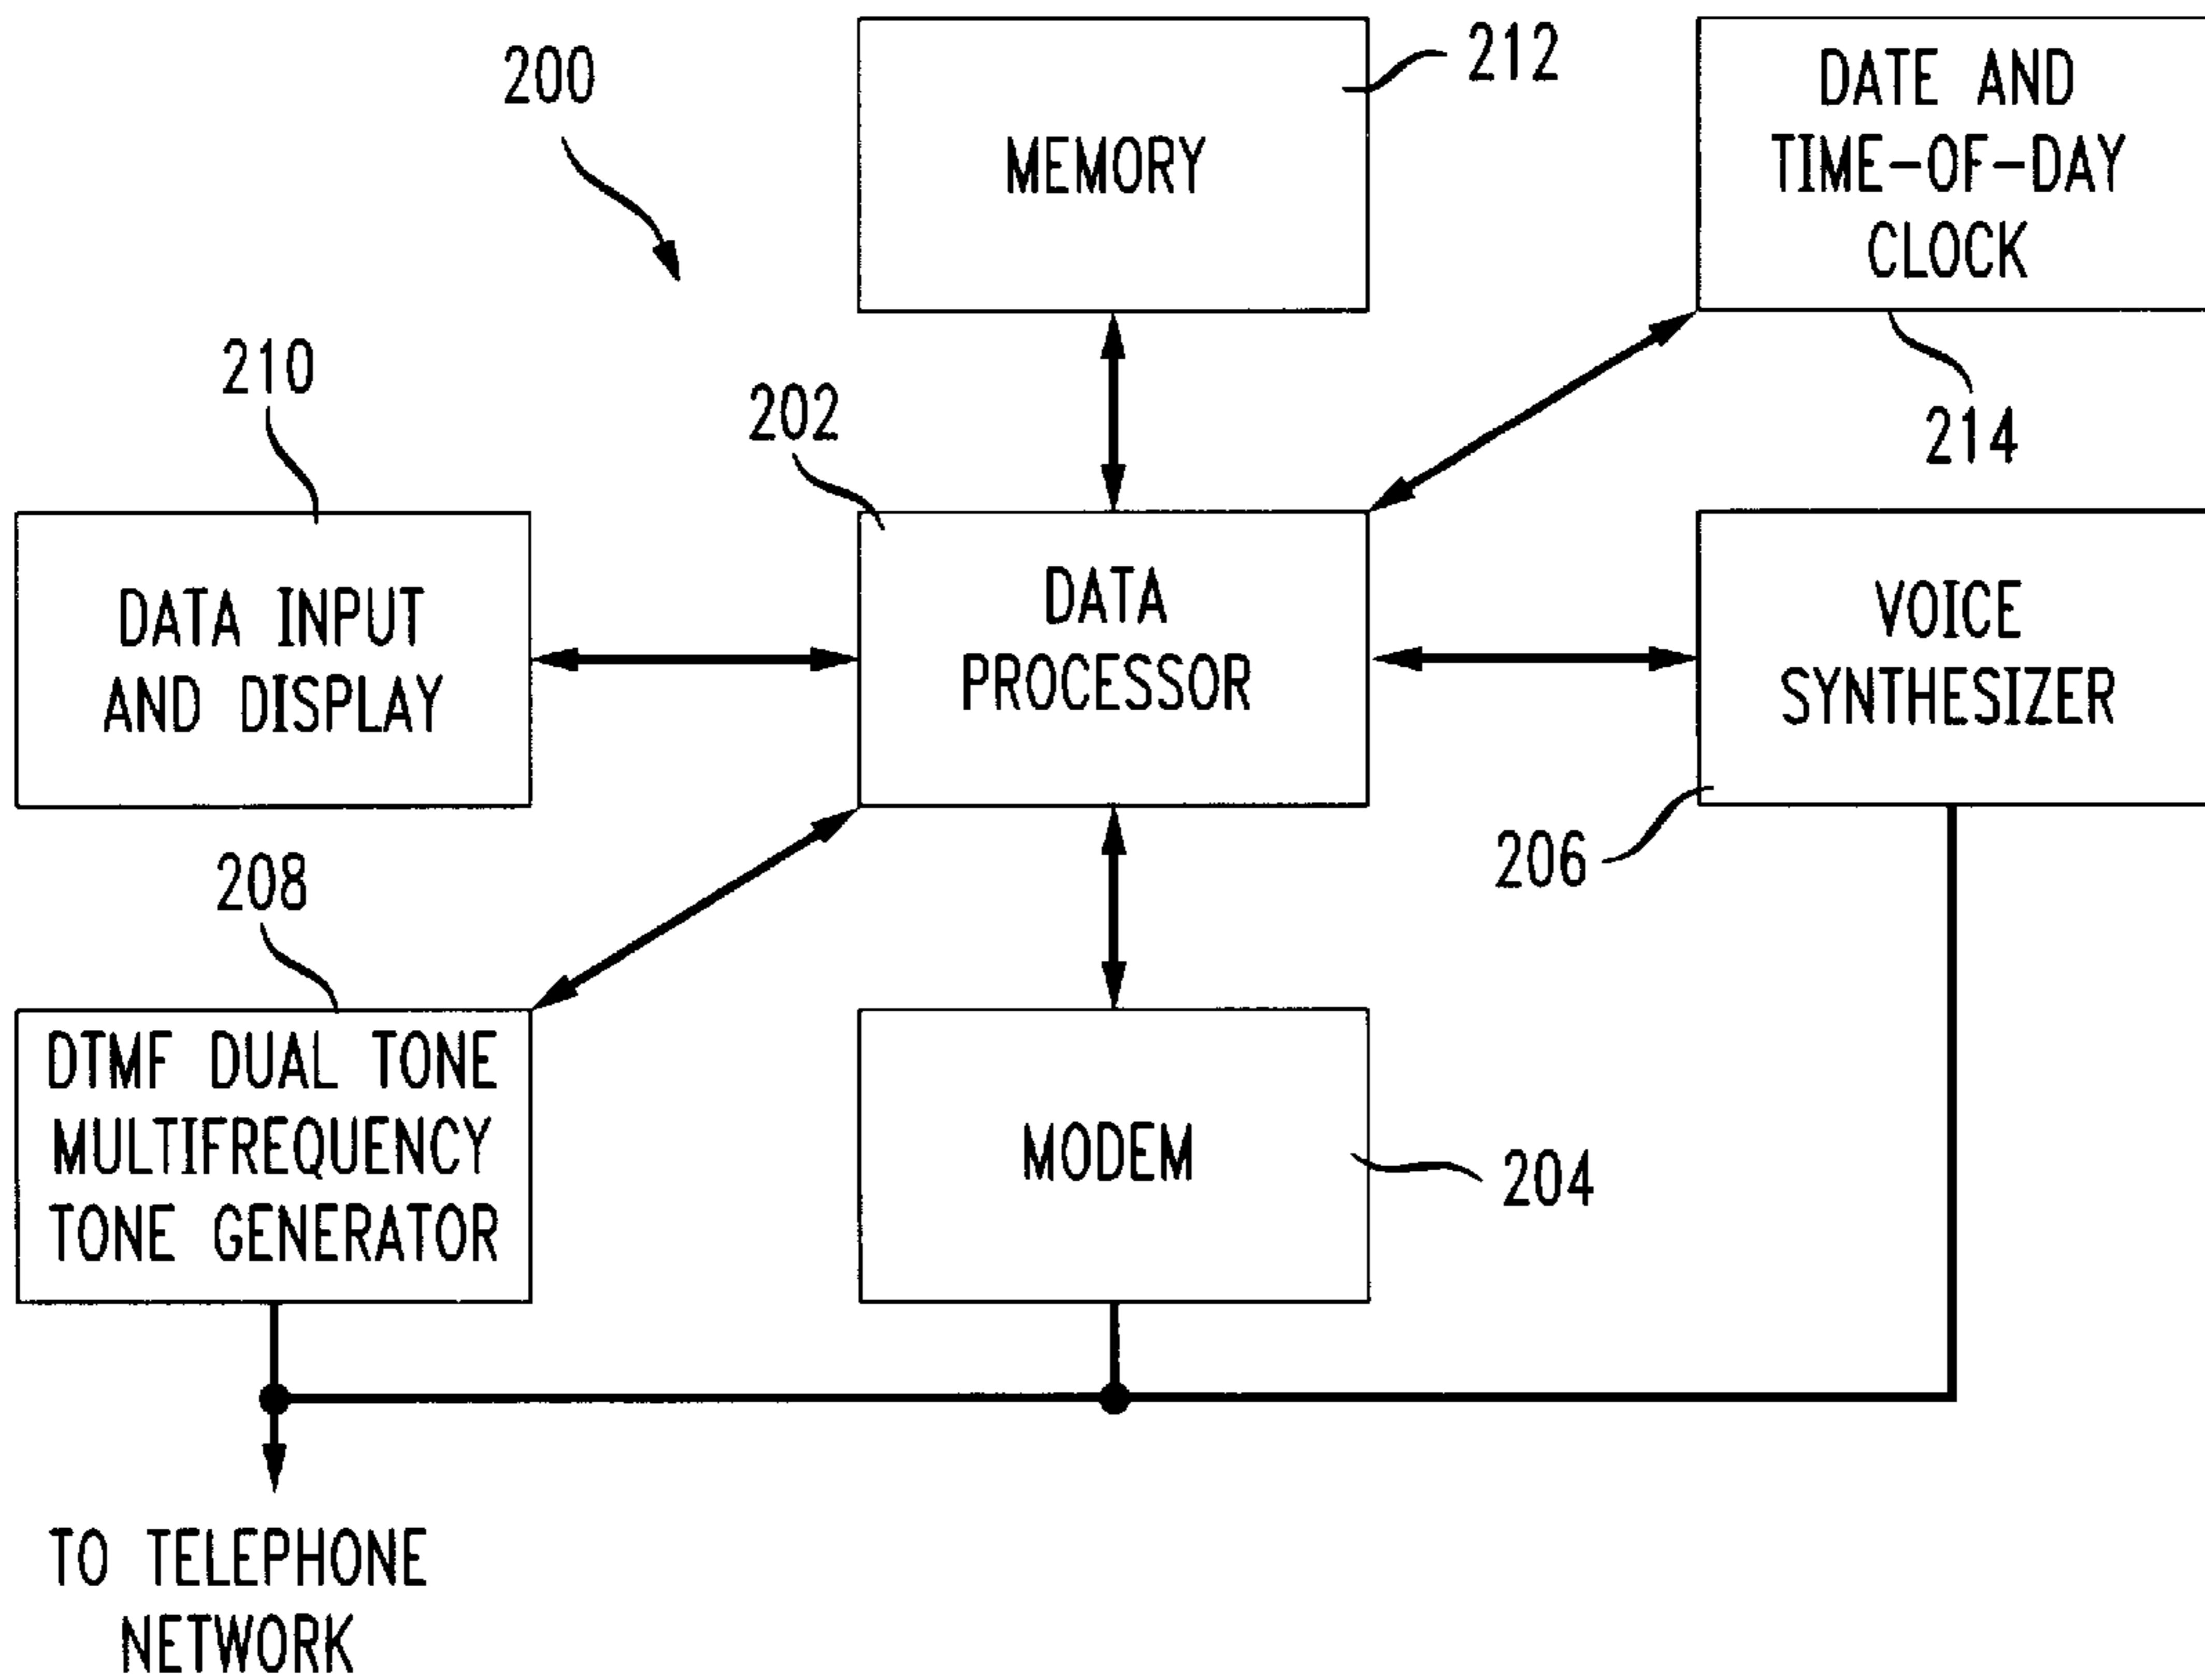 200
MEMORY
212
DATE AND
TIME-OF-DAY
CLOCK
214
210
DATA INPUT
AND DISPLAY
202
DATA
PROCESSOR
VOICE
SYNTHESIZER
206
208
DTMF DUAL TONE
MULTIFREQUENCY
TONE GENERATOR
MODEM
204
TO TELEPHONE
NETWORK